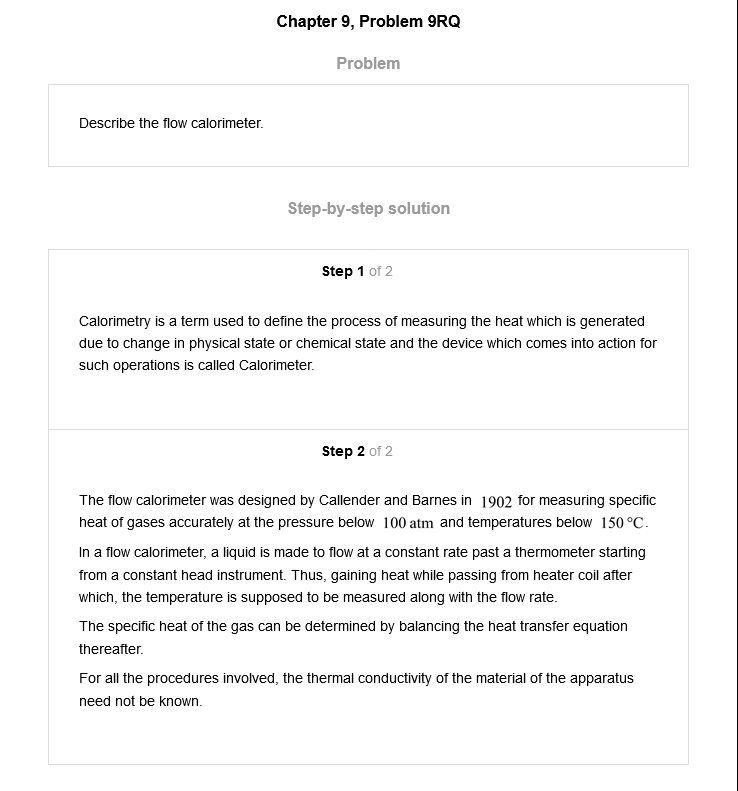 Chapter 9, Problem 9RQ
Problem
Describe the flow calorimeter.
Step-by-step solution
Step 1 of 2
Calorimetry is a term used to define the process of measuring the heat which is generated
due to change in physical state or chemical state and the device which comes into action for
such operations is called Calorimeter.
Step 2 of 2
The flow calorimeter was designed by Callender and Barnes in 1902 for measuring specific
heat of gases accurately at the pressure below 100 atm and temperatures below 150 °C.
In a flow calorimeter, a liquid is made to flow at a constant rate past a thermometer starting
from a constant head instrument. Thus, gaining heat while passing from heater coil after
which, the temperature is supposed to be measured along with the flow rate.
The specific heat of the gas can be determined by balancing the heat transfer equation
thereafter.
For all the procedures involved, the thermal conductivity of the material of the apparatus
need not be known.